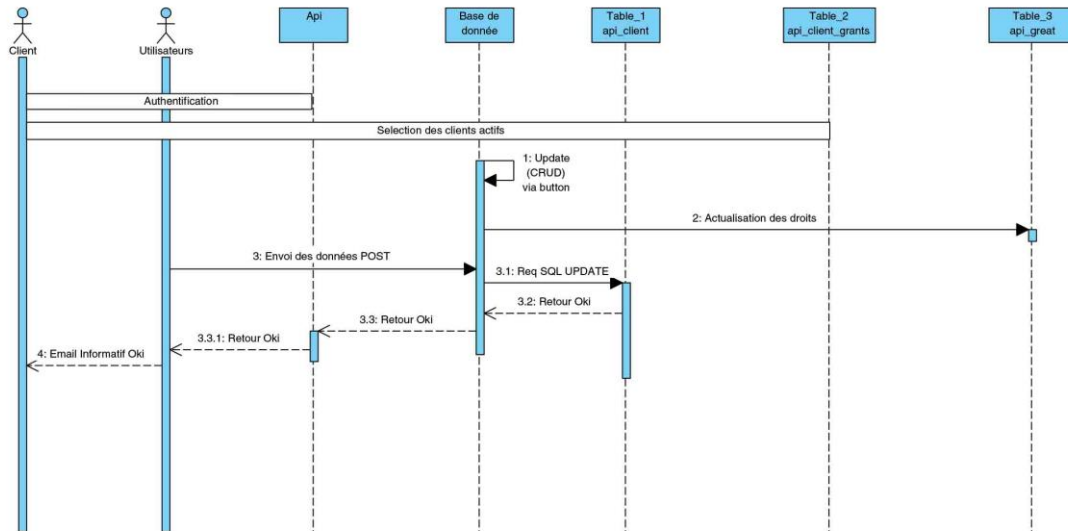 Client
Utilisateurs
Api
Base de
donnée
Table_1
api_client
Table_2
api_client_grants
Table_3
api_great
Authentification
Selection des clients actifs
1: Update
(CRUD)
via button
2: Actualisation des droits
3: Envoi des données POST
3.1: Req SQL UPDATE
3.2: Retour Oki
3.3: Retour Oki
3.3.1: Retour Oki
4: Email Informatif Oki